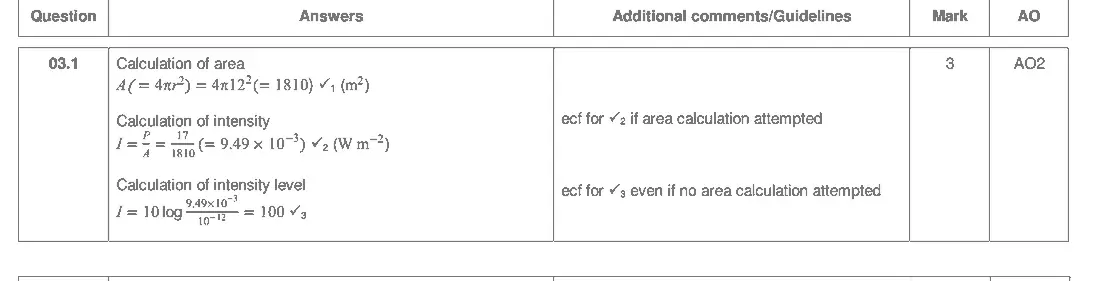 Question Answers Additional comments/Guidelines Mark AO
03.1 Calculation of area 3 AO2
A(= 4πr²) = 4π12²(= 1810) ✓₁ (m²)
Calculation of intensity ecf for ✓₂ if area calculation attempted
I = P/A = 17/1810 (= 9.49 × 10⁻³) ✓₂ (W m⁻²)
Calculation of intensity level ecf for ✓₃ even if no area calculation attempted
I = 10 log 9.49×10⁻³/10⁻¹² = 100 ✓₃